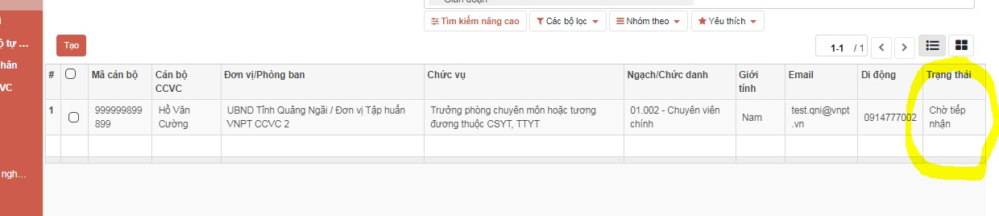 Tìm kiếm nâng cao Các bộ lọc Nhóm theo Yêu thích
ộ tự ... Tạo
1-1 / 1
hân
VC
# Mã cán bộ Cán bộ CCVC Đơn vị/Phòng ban Chức vụ Ngạch/Chức danh Giới tính Email Di động Trạng thái
1 999999899 Hồ Văn UBND Tỉnh Quảng Ngãi / Đơn vị Tập huấn Trưởng phòng chuyên môn hoặc tương 01.002 - Chuyên viên Nam test.qni@vnpt 0914777002 Chờ tiếp
899 Cường VNPT CCVC 2 đương thuộc CSYT, TTYT chính .vn nhận
ngh...